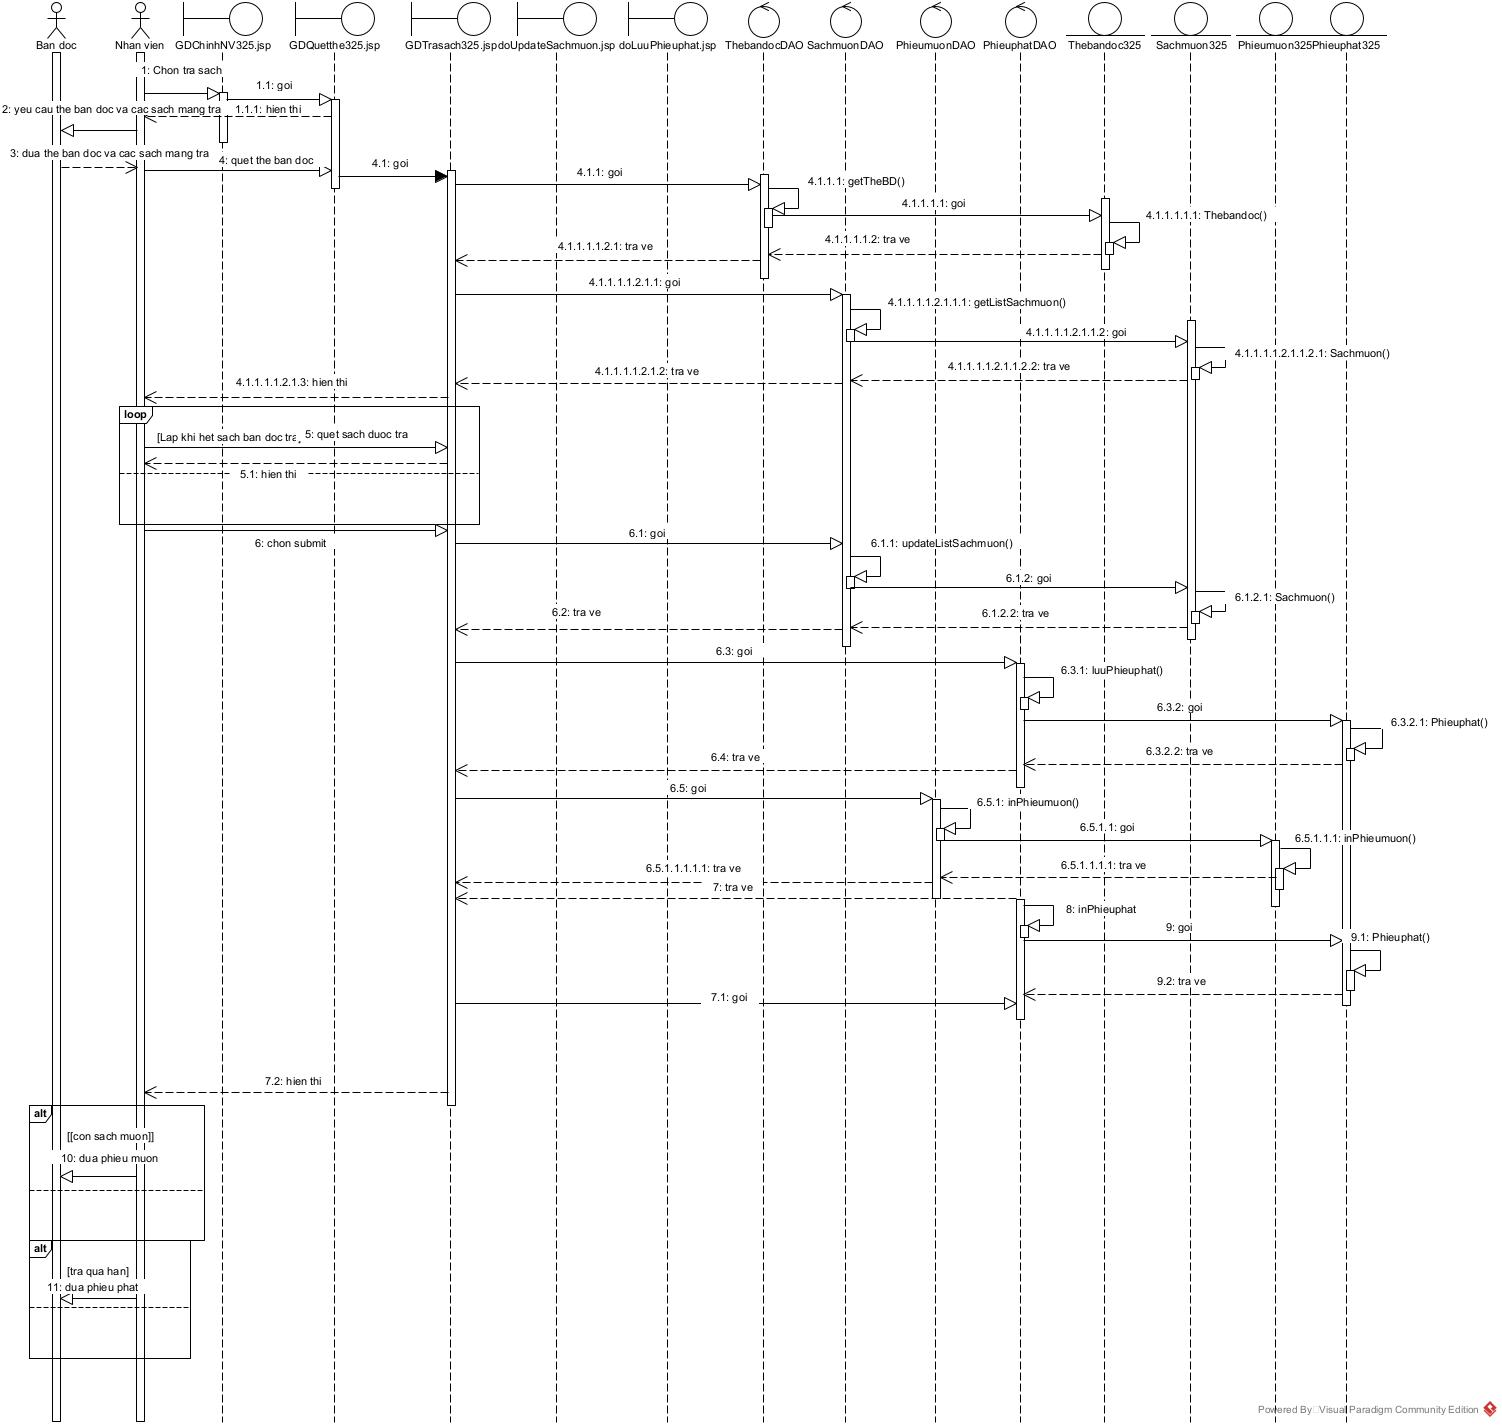 Ban doc
Nhan vien
GDChinhNV325.jsp
GDQuetthe325.jsp
GDTrasach325.jsp
doUpdateSachmuon.jsp
doLuuPhieuphat.jsp
ThebandocDAO
SachmuonDAO
PhieumuonDAO
PhieuphatDAO
Thebandoc325
Sachmuon325
Phieumuon325
Phieuphat325
1: Chon tra sach
1.1: goi
2: yeu cau the ban doc va cac sach mang tra
1.1.1: hien thi
3: dua the ban doc va cac sach mang tra
4: quet the ban doc
4.1: goi
4.1.1: goi
4.1.1.1: getTheBD()
4.1.1.1.1: goi
4.1.1.1.1.1: Thebandoc()
4.1.1.1.1.2: tra ve
4.1.1.1.1.2.1: tra ve
4.1.1.1.1.2.1.1: goi
4.1.1.1.1.2.1.1.1: getListSachmuon()
4.1.1.1.1.2.1.1.2: goi
4.1.1.1.1.2.1.1.2.1: Sachmuon()
4.1.1.1.1.2.1.1.2.2: tra ve
4.1.1.1.1.2.1.2: tra ve
4.1.1.1.1.2.1.3: hien thi
loop
[Lap khi het sach ban doc tra
5: quet sach duoc tra
5.1: hien thi
6: chon submit
6.1: goi
6.1.1: updateListSachmuon()
6.1.2: goi
6.1.2.1: Sachmuon()
6.1.2.2: tra ve
6.2: tra ve
6.3: goi
6.3.1: luuPhieuphat()
6.3.2: goi
6.3.2.1: Phieuphat()
6.3.2.2: tra ve
6.4: tra ve
6.5: goi
6.5.1: inPhieumuon()
6.5.1.1: goi
6.5.1.1.1: inPhieumuon()
6.5.1.1.1.1: tra ve
6.5.1.1.1.1.1: tra ve
7: tra ve
8: inPhieuphat
9: goi
9.1: Phieuphat()
9.2: tra ve
7.1: goi
7.2: hien thi
alt
[[con sach muon]]
10: dua phieu muon
alt
[tra qua han]
11: dua phieu phat
Powered By Visual Paradigm Community Edition